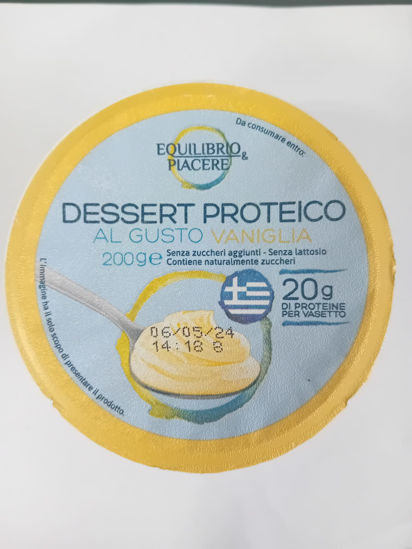 Da consumare entro:
EQUILIBRIO
& PIACERE
DESSERT PROTEICO
AL GUSTO VANIGLIA
200g e
Senza zuccheri aggiunti - Senza lattosio
Contiene naturalmente zuccheri
20g
DI PROTEINE
PER VASETTO
06/05/24
14:18 8
L'immagine ha il solo scopo di presentare il prodotto.